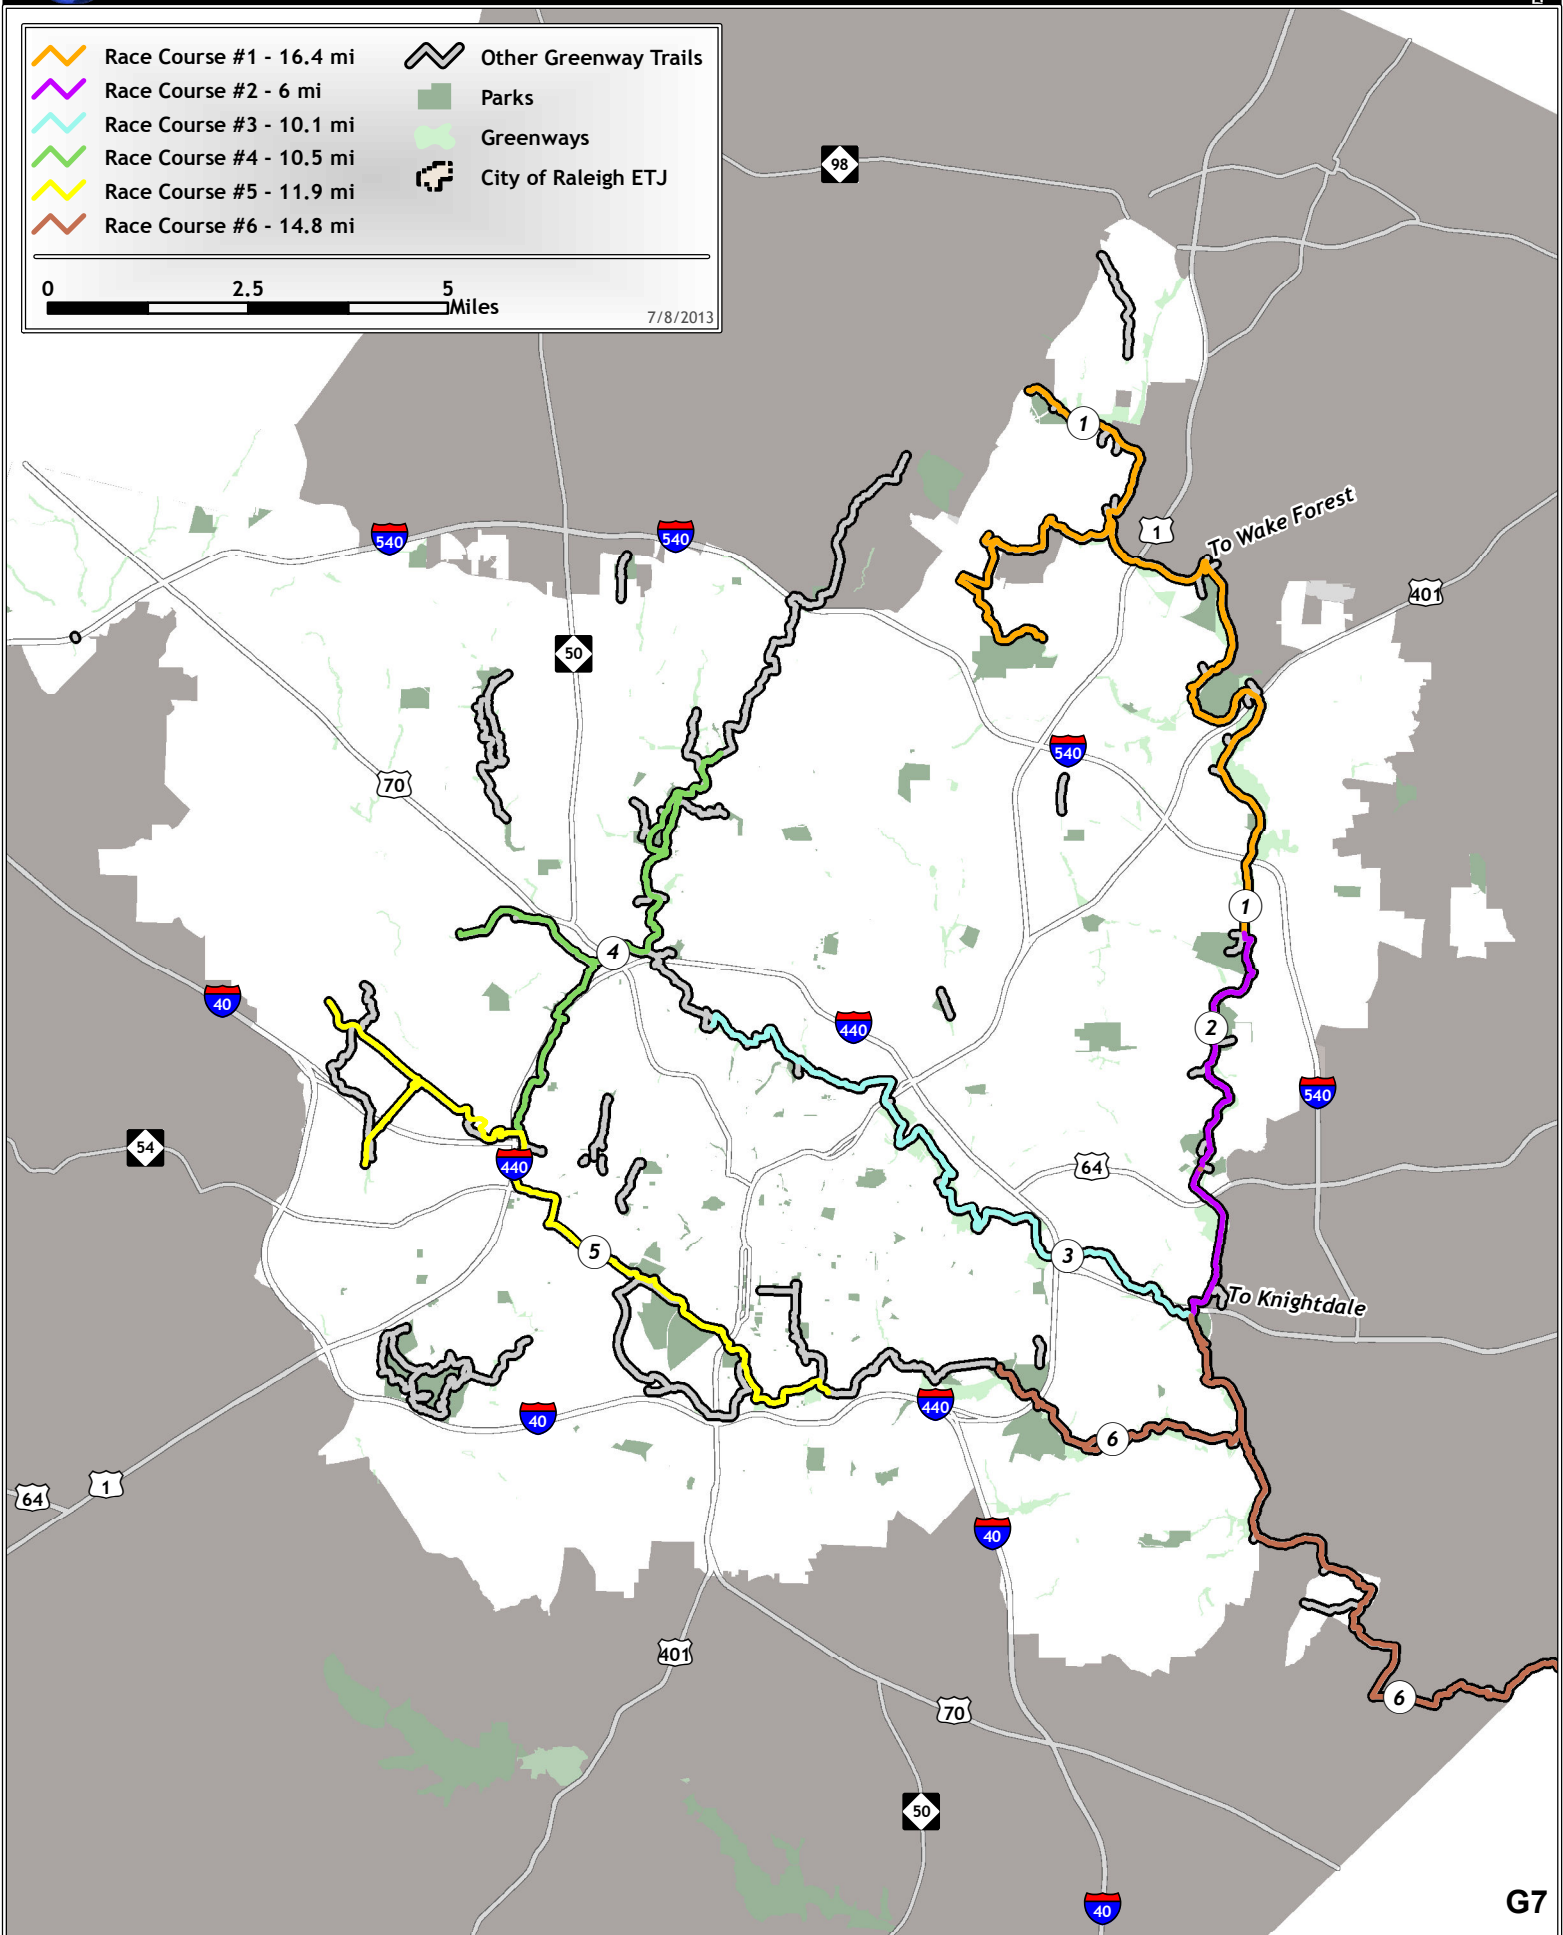 Race Course #1 - 16.4 mi
Race Course #2 - 6 mi
Race Course #3 - 10.1 mi
Race Course #4 - 10.5 mi
Race Course #5 - 11.9 mi
Race Course #6 - 14.8 mi
Other Greenway Trails
Parks
Greenways
City of Raleigh ETJ
0 2.5 5
Miles
7/8/2013
98
1
1
To Wake Forest
540
540
401
50
540
70
1
4
40
440
2
540
54
440
64
5
3
To Knightdale
440
40
6
1
64
40
401
6
70
50
40
G7